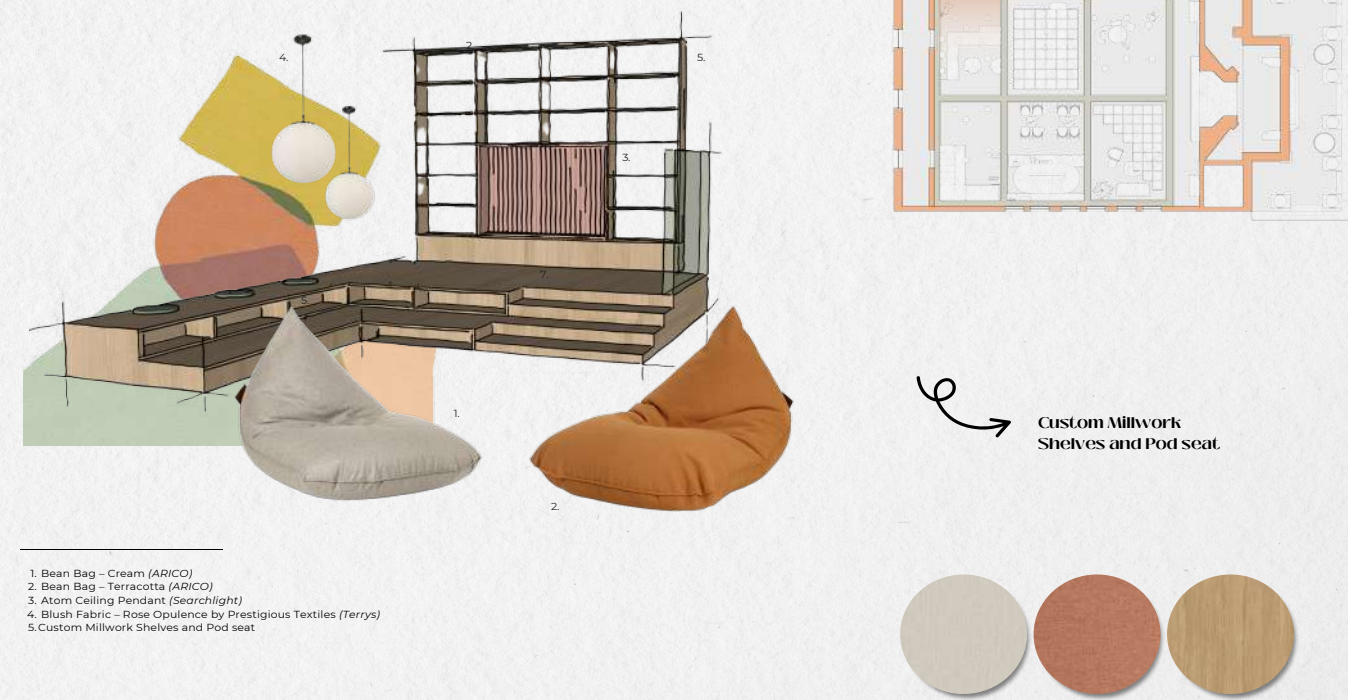 4.
2.
5.
3.
7.
5.
1.
2.
Custom Millwork
Shelves and Pod seat
1. Bean Bag – Cream (ARICO)
2. Bean Bag – Terracotta (ARICO)
3. Atom Ceiling Pendant (Searchlight)
4. Blush Fabric – Rose Opulence by Prestigious Textiles (Terrys)
5.Custom Millwork Shelves and Pod seat